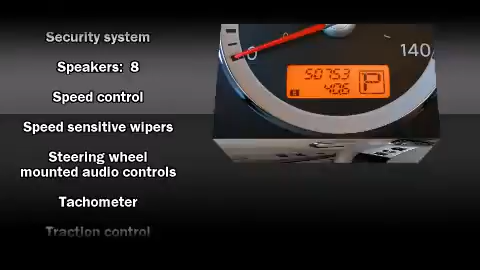 Security system
Speakers: 8
Speed control
Speed sensitive wipers
Steering wheel
mounted audio controls
Tachometer
Traction control
0
140
50753
40.6
P